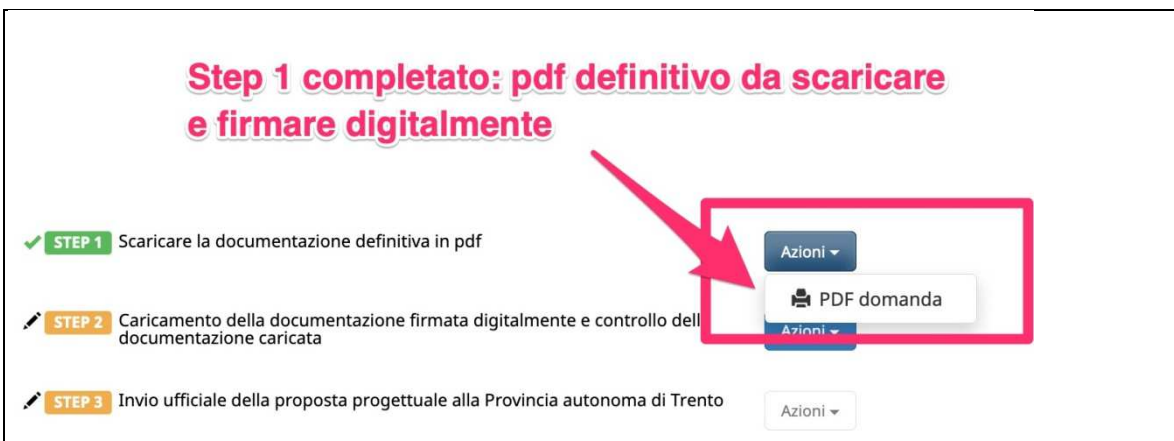 Step 1 completato: pdf definitivo da scaricare
e firmare digitalmente
STEP 1 Scaricare la documentazione definitiva in pdf
Azioni
PDF domanda
STEP 2 Caricamento della documentazione firmata digitalmente e controllo dell
documentazione caricata
Azioni
STEP 3 Invio ufficiale della proposta progettuale alla Provincia autonoma di Trento
Azioni